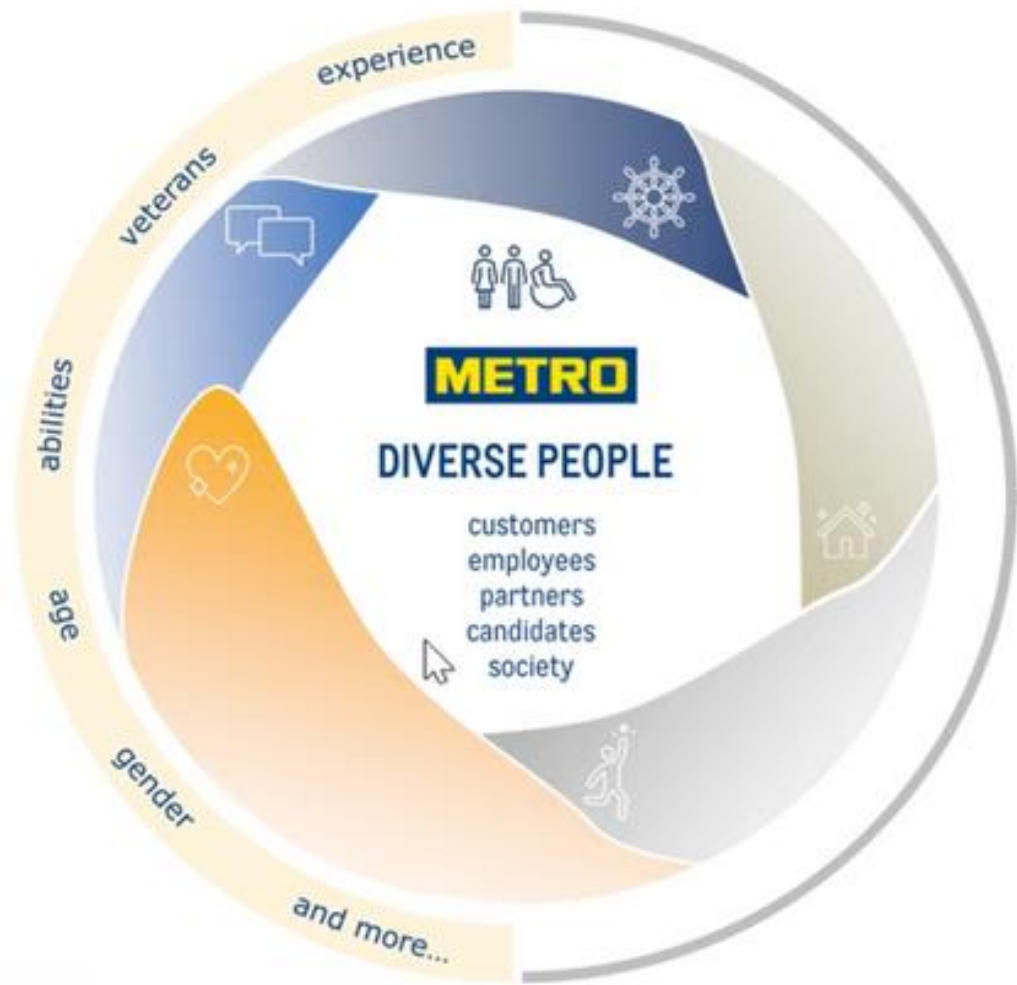 experience
veterans
abilities
age
gender
and more...
METRO
DIVERSE PEOPLE
customers
employees
partners
candidates
society